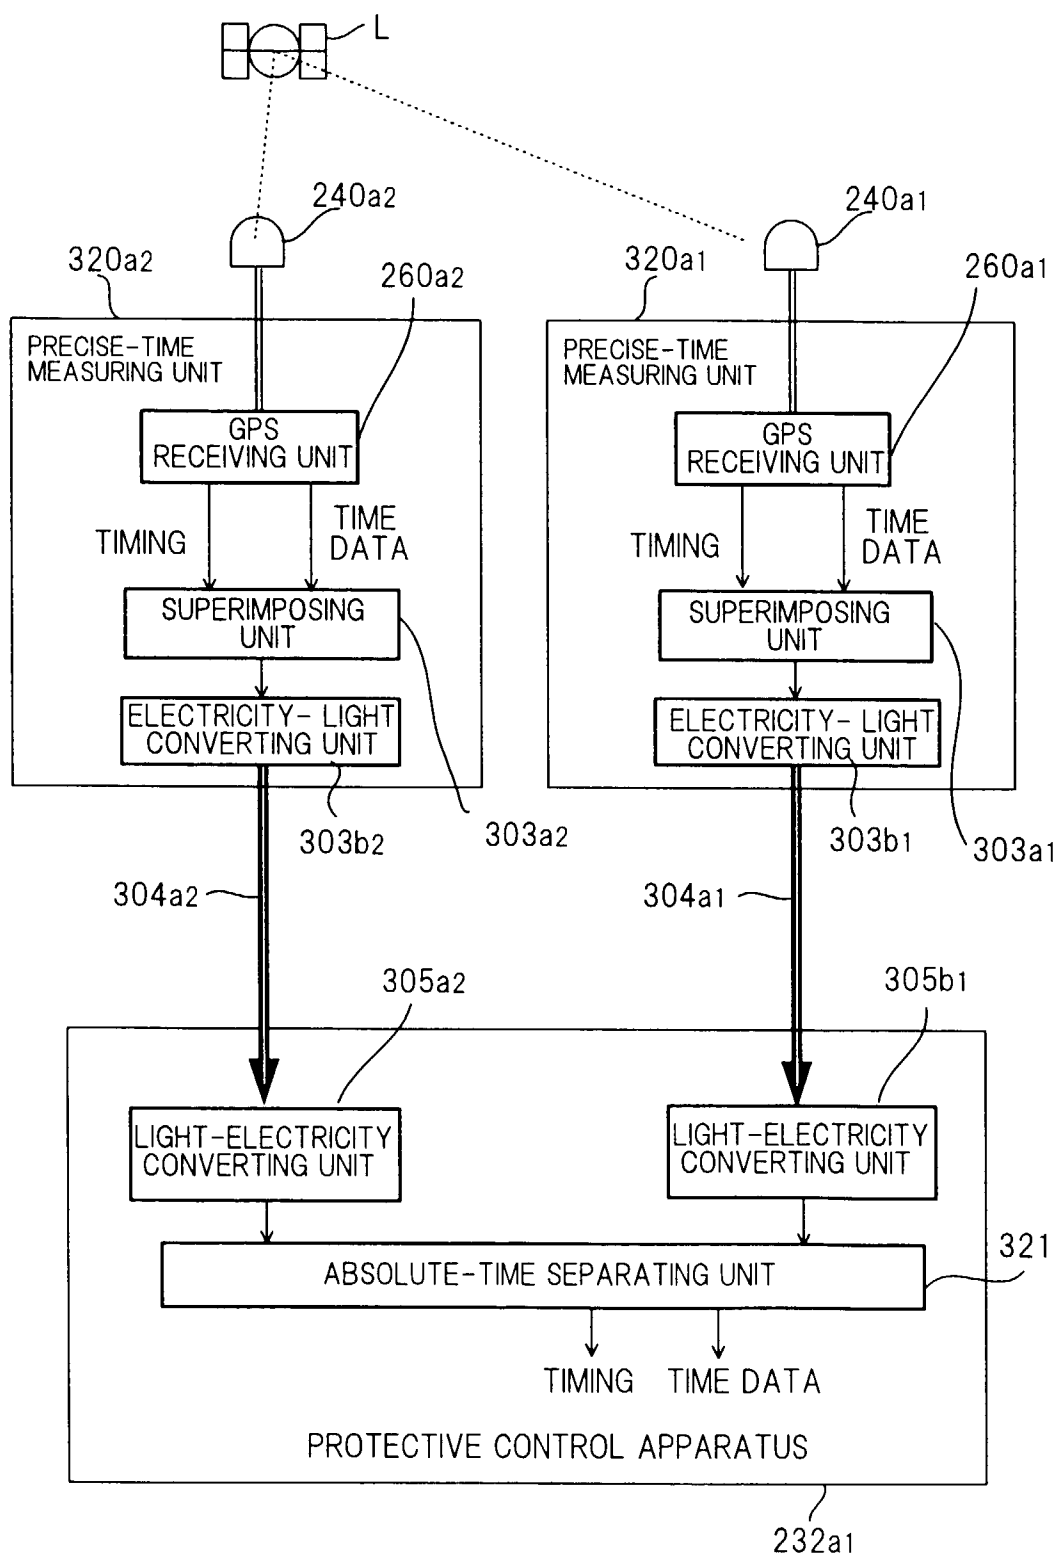 L
240a2
240a1
320a2
320a1
260a2
260a1
PRECISE-TIME
MEASURING UNIT
PRECISE-TIME
MEASURING UNIT
GPS
RECEIVING UNIT
GPS
RECEIVING UNIT
TIMING
TIME
DATA
TIMING
TIME
DATA
SUPERIMPOSING
UNIT
SUPERIMPOSING
UNIT
ELECTRICITY- LIGHT
CONVERTING UNIT
ELECTRICITY- LIGHT
CONVERTING UNIT
303b2
303a2
303b1
303a1
304a2
304a1
305a2
305b1
LIGHT-ELECTRICITY
CONVERTING UNIT
LIGHT-ELECTRICITY
CONVERTING UNIT
321
ABSOLUTE-TIME SEPARATING UNIT
TIMING
TIME DATA
PROTECTIVE CONTROL APPARATUS
232a1